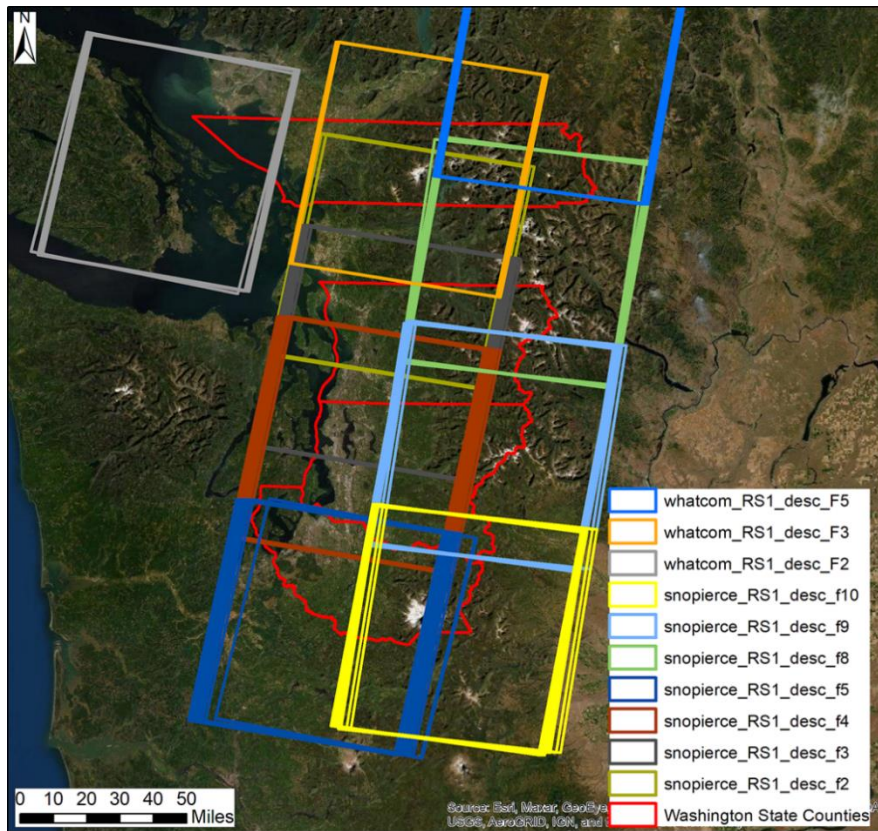 N
whatcom_RS1_desc_F5
whatcom_RS1_desc_F3
whatcom_RS1_desc_F2
snopierce_RS1_desc_f10
snopierce_RS1_desc_f9
snopierce_RS1_desc_f8
snopierce_RS1_desc_f5
snopierce_RS1_desc_f4
snopierce_RS1_desc_f3
snopierce_RS1_desc_f2
Washington State Counties
0 10 20 30 40 50
Miles
Source: Esri, Maxar, GeoEye
USGS, AeroGRID, IGN, and